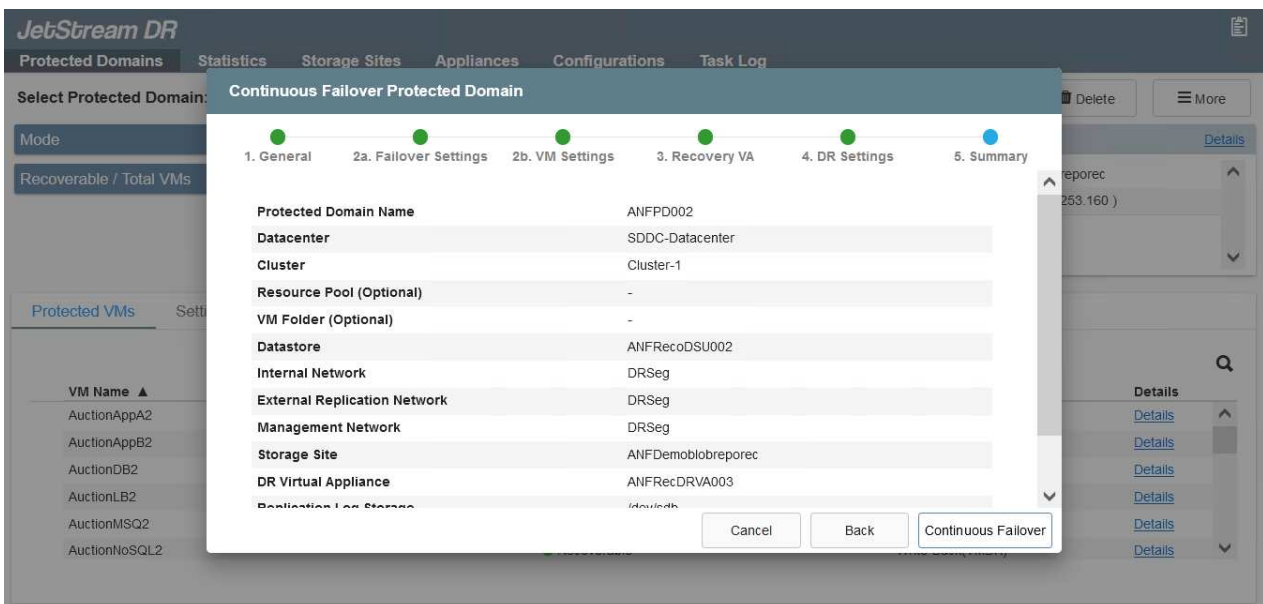 JetStream DR
Protected Domains Statistics Storage Sites Appliances Configurations Task Log
Select Protected Domain: Delete More
Continuous Failover Protected Domain
Mode Details
1. General 2a. Failover Settings 2b. VM Settings 3. Recovery VA 4. DR Settings 5. Summary
Recoverable / Total VMs
253.160 )
Protected Domain Name ANFPD002
Datacenter SDDC-Datacenter
Cluster Cluster-1
Resource Pool (Optional) -
VM Folder (Optional) -
Datastore ANFRecoDSU002
Internal Network DRSeg
External Replication Network DRSeg
Management Network DRSeg
Storage Site ANFDemoblobreporec
DR Virtual Appliance ANFRecDRVA003
Replication Log Storage /dev/sdb
Cancel Back Continuous Failover
Protected VMs
VM Name ▲ Details
AuctionAppA2 Details
AuctionAppB2 Details
AuctionDB2 Details
AuctionLB2 Details
AuctionMSQ2 Details
AuctionNoSQL2 Details